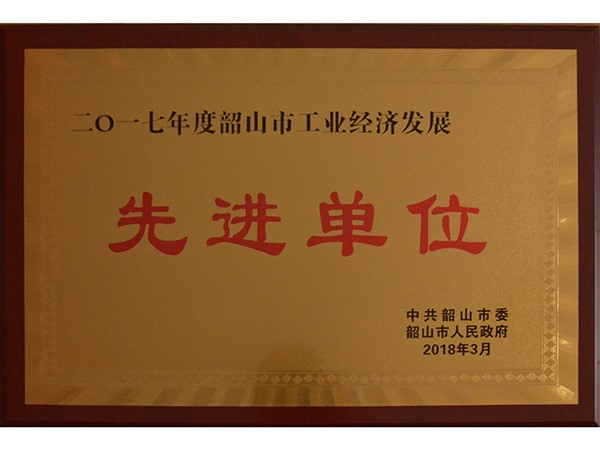 二〇一七年度韶山市工业经济发展
先进单位
中共韶山市委
韶山市人民政府
2018年3月